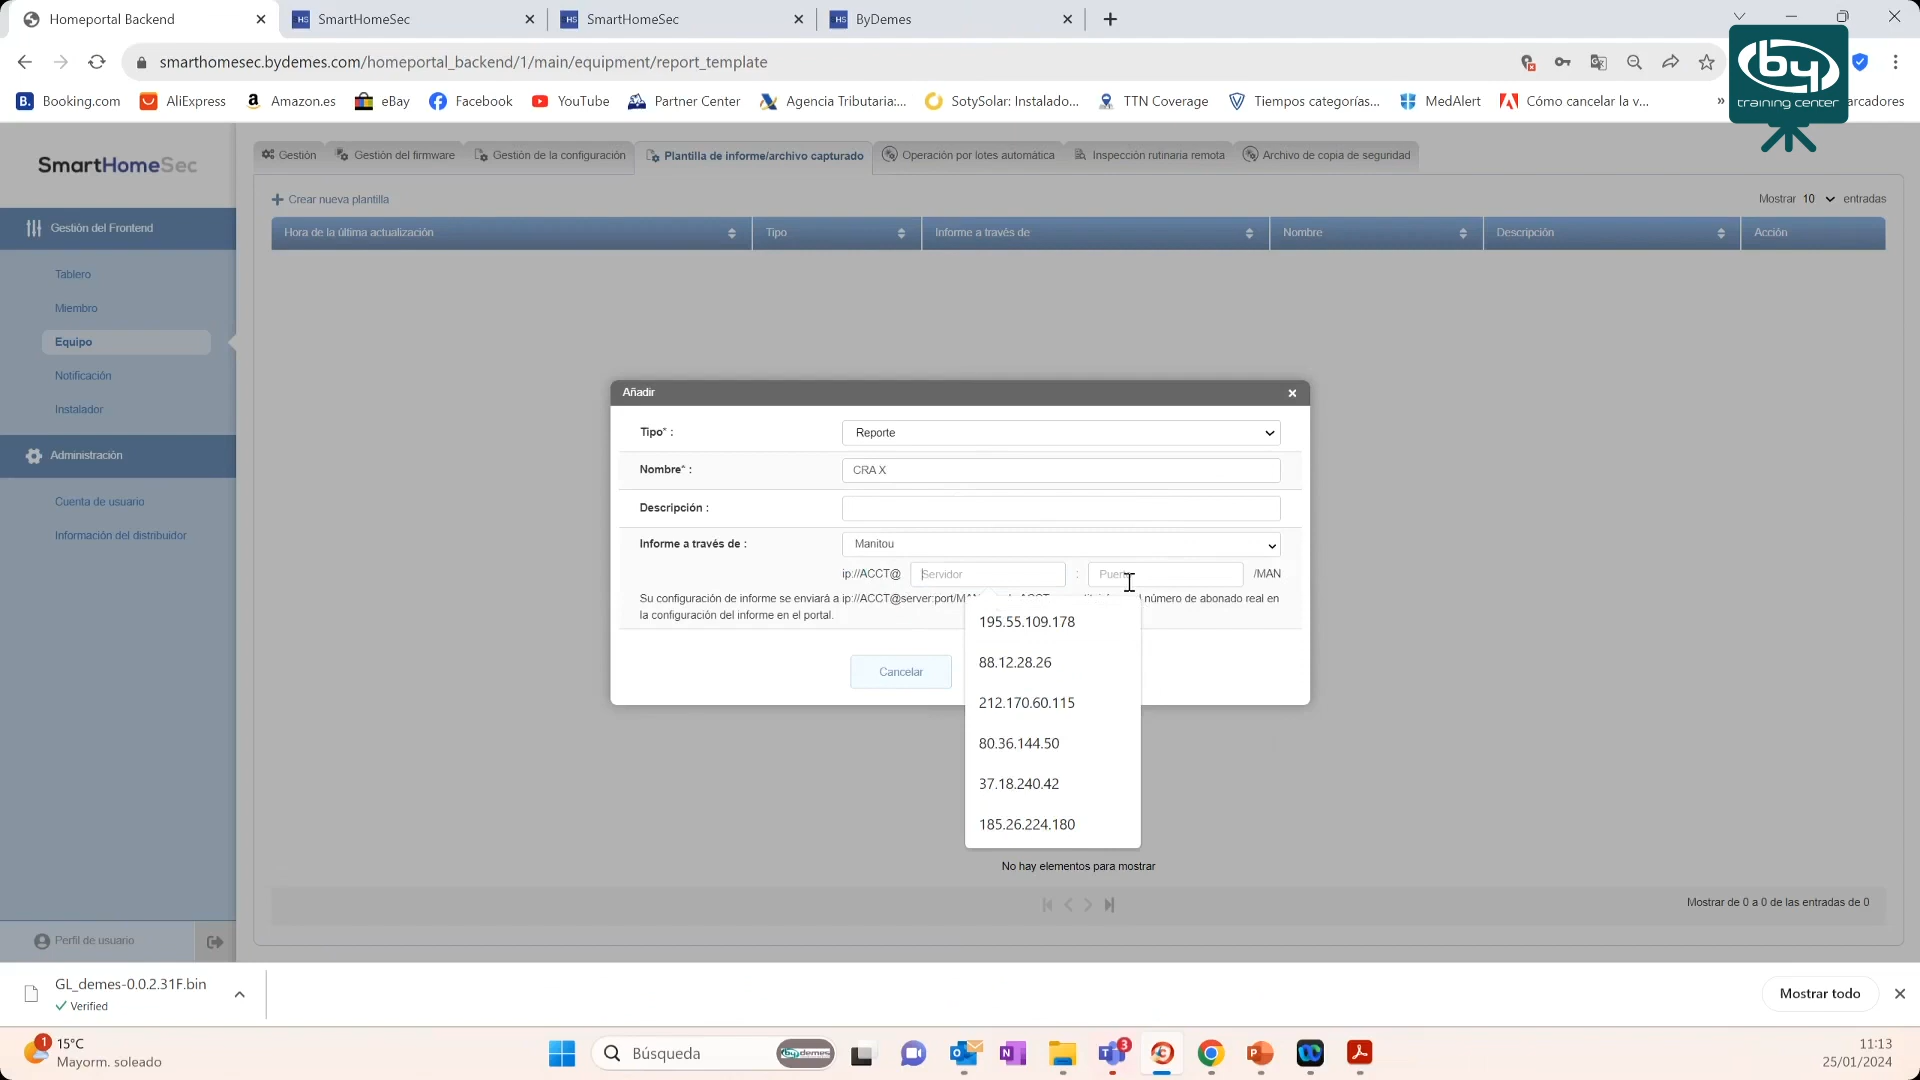 Homeportal Backend
SmartHomeSec
SmartHomeSec
ByDemes
smarthomesec.bydemes.com/homeportal_backend/1/main/equipment/report_template
by
training center
Booking.com
AliExpress
Amazon.es
eBay
Facebook
YouTube
Partner Center
Agencia Tributaria:...
SotySolar: Instalado...
TTN Coverage
Tiempos categorías...
MedAlert
Cómo cancelar la v...
»
arcadores
SmartHomeSec
Gestión
Gestión del firmware
Gestión de la configuración
Plantilla de informe/archivo capturado
Operación por lotes automática
Inspección rutinaria remota
Archivo de copia de seguridad
Crear nueva plantilla
Mostrar 10 entradas
Hora de la última actualización
Tipo
Informe a través de
Nombre
Descripción
Acción
Gestión del Frontend
Tablero
Miembro
Equipo
Notificación
Instalador
Administración
Cuenta de usuario
Información del distribuidor
Perfil de usuario
Añadir
Tipo* :
Reporte
Nombre* :
CRA X
Descripción :
Informe a través de :
Manitou
ip://ACCT@
Servidor
:
/MAN
Su configuración de informe se enviará a ip://ACCT@server:port/MAN número de abonado real en
la configuración del informe en el portal.
Cancelar
195.55.109.178
88.12.28.26
212.170.60.115
80.36.144.50
37.18.240.42
185.26.224.180
No hay elementos para mostrar
Mostrar de 0 a 0 de las entradas de 0
GL_demes-0.0.2.31F.bin
Verified
Mostrar todo
1
15°C
Mayorm. soleado
Búsqueda
bydemes
3
11:13
25/01/2024